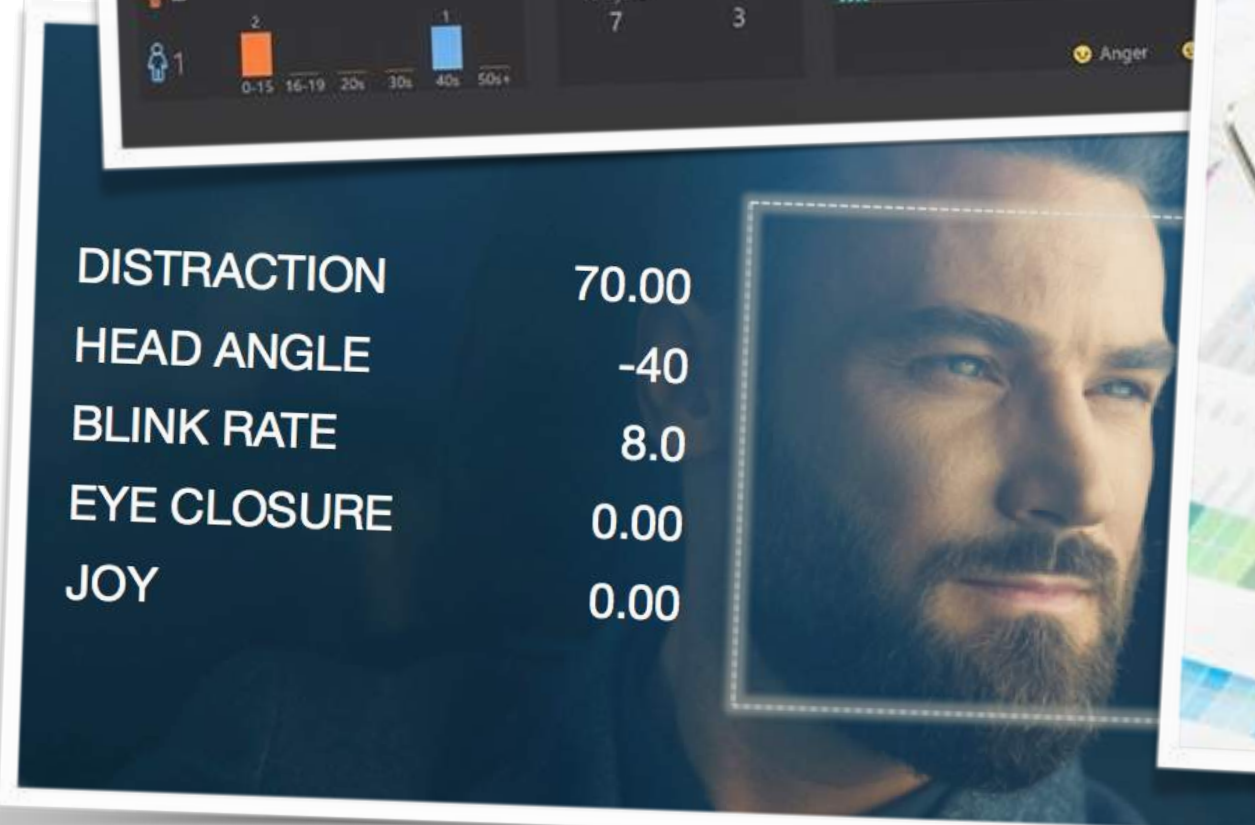 7 3
2 1
1
0-15 16-19 20s 30s 40s 50s+
Anger
DISTRACTION 70.00
HEAD ANGLE -40
BLINK RATE 8.0
EYE CLOSURE 0.00
JOY 0.00